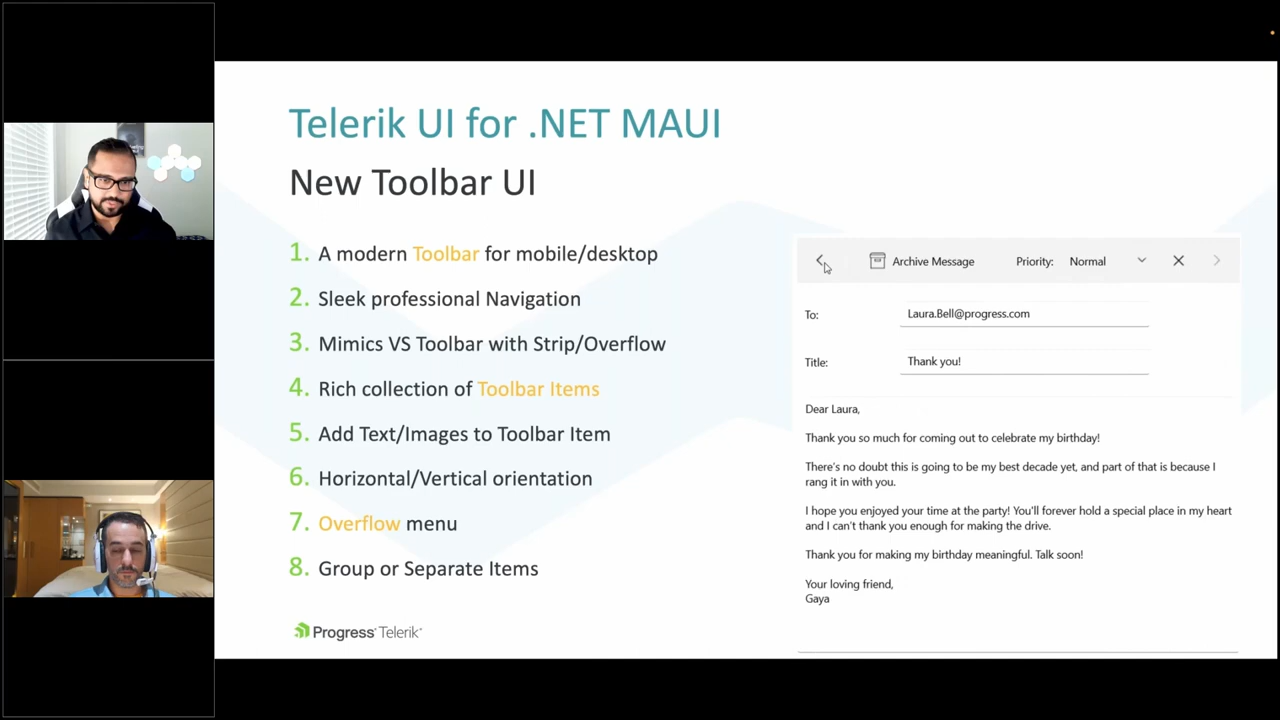 Telerik UI for .NET MAUI
New Toolbar UI
1. A modern Toolbar for mobile/desktop
2. Sleek professional Navigation
3. Mimics VS Toolbar with Strip/Overflow
4. Rich collection of Toolbar Items
5. Add Text/Images to Toolbar Item
6. Horizontal/Vertical orientation
7. Overflow menu
8. Group or Separate Items
Progress Telerik
Archive Message Priority: Normal
To: Laura.Bell@progress.com
Title: Thank you!
Dear Laura,
Thank you so much for coming out to celebrate my birthday!
There's no doubt this is going to be my best decade yet, and part of that is because I
rang it in with you.
I hope you enjoyed your time at the party! You'll forever hold a special place in my heart
and I can't thank you enough for making the drive.
Thank you for making my birthday meaningful. Talk soon!
Your loving friend,
Gaya